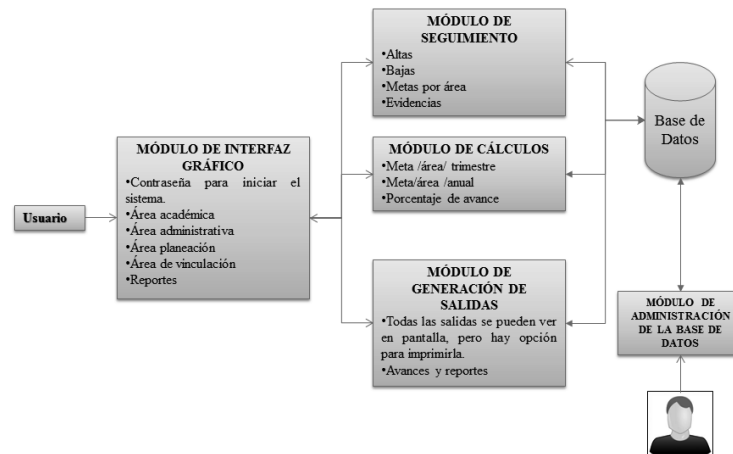 Usuario
MÓDULO DE INTERFAZ
GRÁFICO
•Contraseña para iniciar el
sistema.
•Área académica
•Área administrativa
•Área planeación
•Área de vinculación
•Reportes
MÓDULO DE
SEGUIMIENTO
•Altas
•Bajas
•Metas por área
•Evidencias
MÓDULO DE CÁLCULOS
•Meta /área/ trimestre
•Meta/área /anual
•Porcentaje de avance
MÓDULO DE
GENERACIÓN DE
SALIDAS
•Todas las salidas se pueden ver
en pantalla, pero hay opción
para imprimirla.
•Avances y reportes
Base de
Datos
MÓDULO DE
ADMINISTRACIÓN
DE LA BASE DE
DATOS